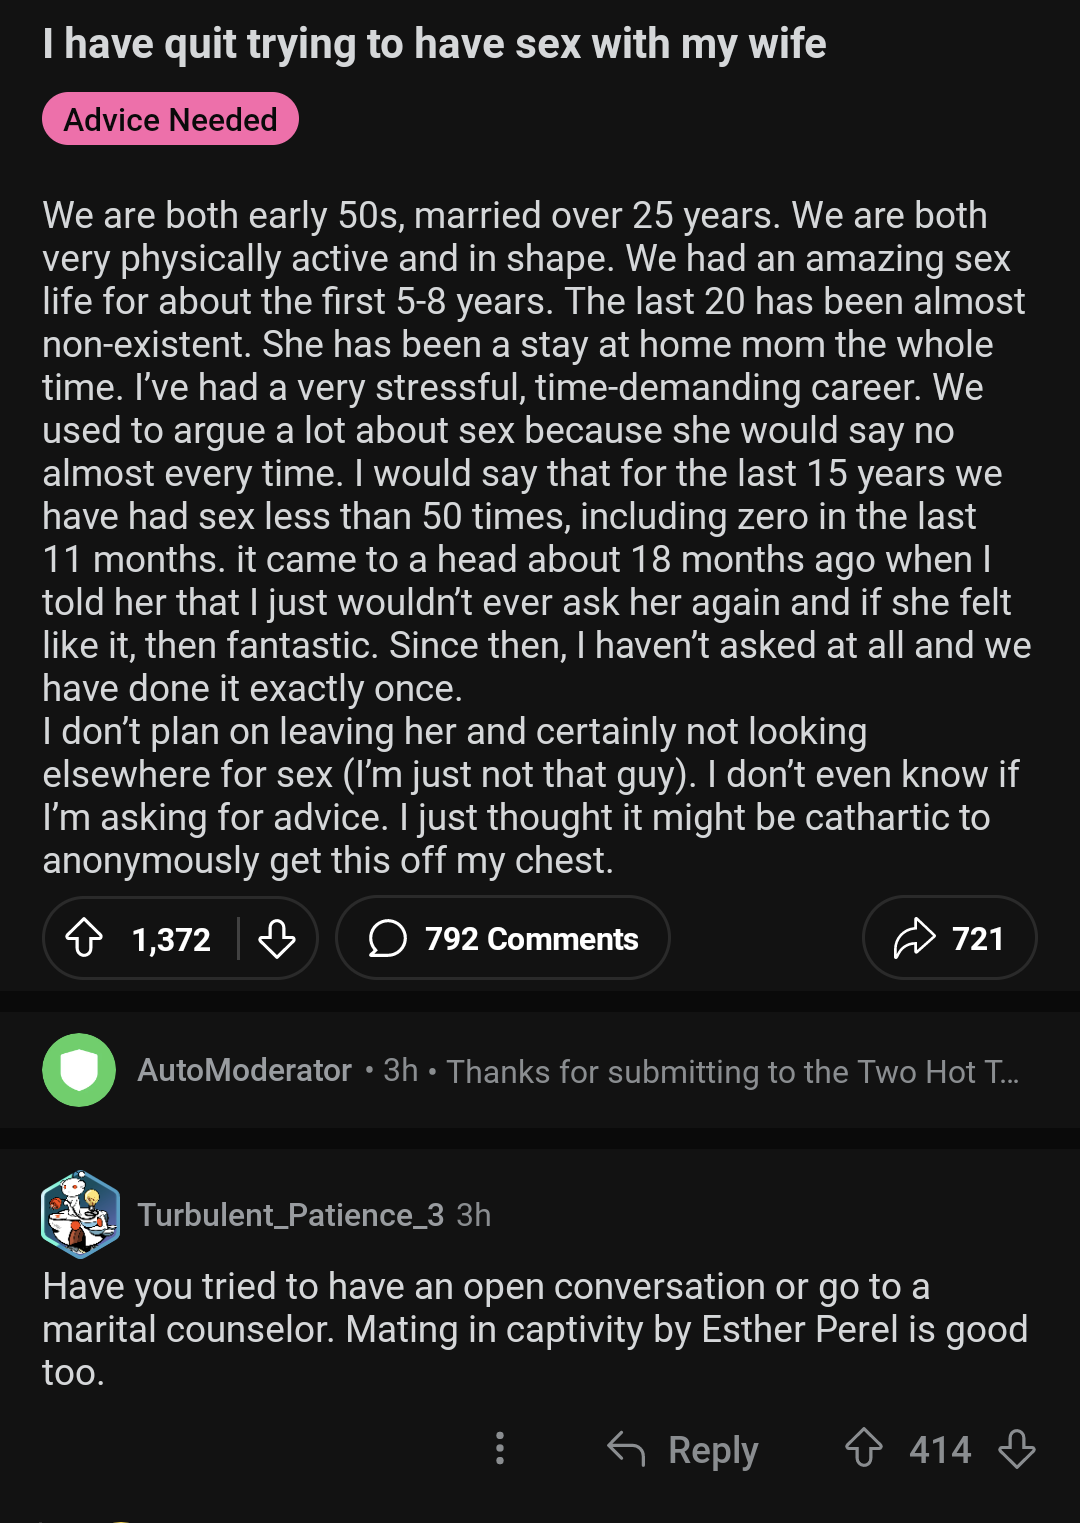 I have quit trying to have sex with my wife
Advice Needed
We are both early 50s, married over 25 years. We are both
very physically active and in shape. We had an amazing sex
life for about the first 5-8 years. The last 20 has been almost
non-existent. She has been a stay at home mom the whole
time. I’ve had a very stressful, time-demanding career. We
used to argue a lot about sex because she would say no
almost every time. I would say that for the last 15 years we
have had sex less than 50 times, including zero in the last
11 months. it came to a head about 18 months ago when I
told her that I just wouldn’t ever ask her again and if she felt
like it, then fantastic. Since then, I haven’t asked at all and we
have done it exactly once.
I don’t plan on leaving her and certainly not looking
elsewhere for sex (I’m just not that guy). I don’t even know if
I’m asking for advice. I just thought it might be cathartic to
anonymously get this off my chest.
1,372 792 Comments 721
AutoModerator • 3h • Thanks for submitting to the Two Hot T...
Turbulent_Patience_3 3h
Have you tried to have an open conversation or go to a
marital counselor. Mating in captivity by Esther Perel is good
too.
Reply 414